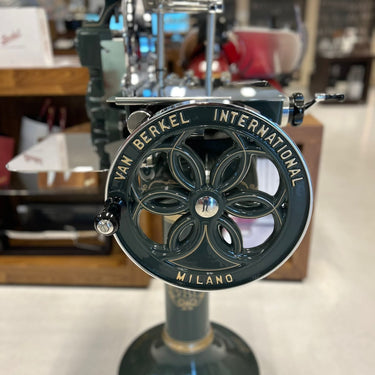 VAN BERKEL INTERNATIONAL
MILANO